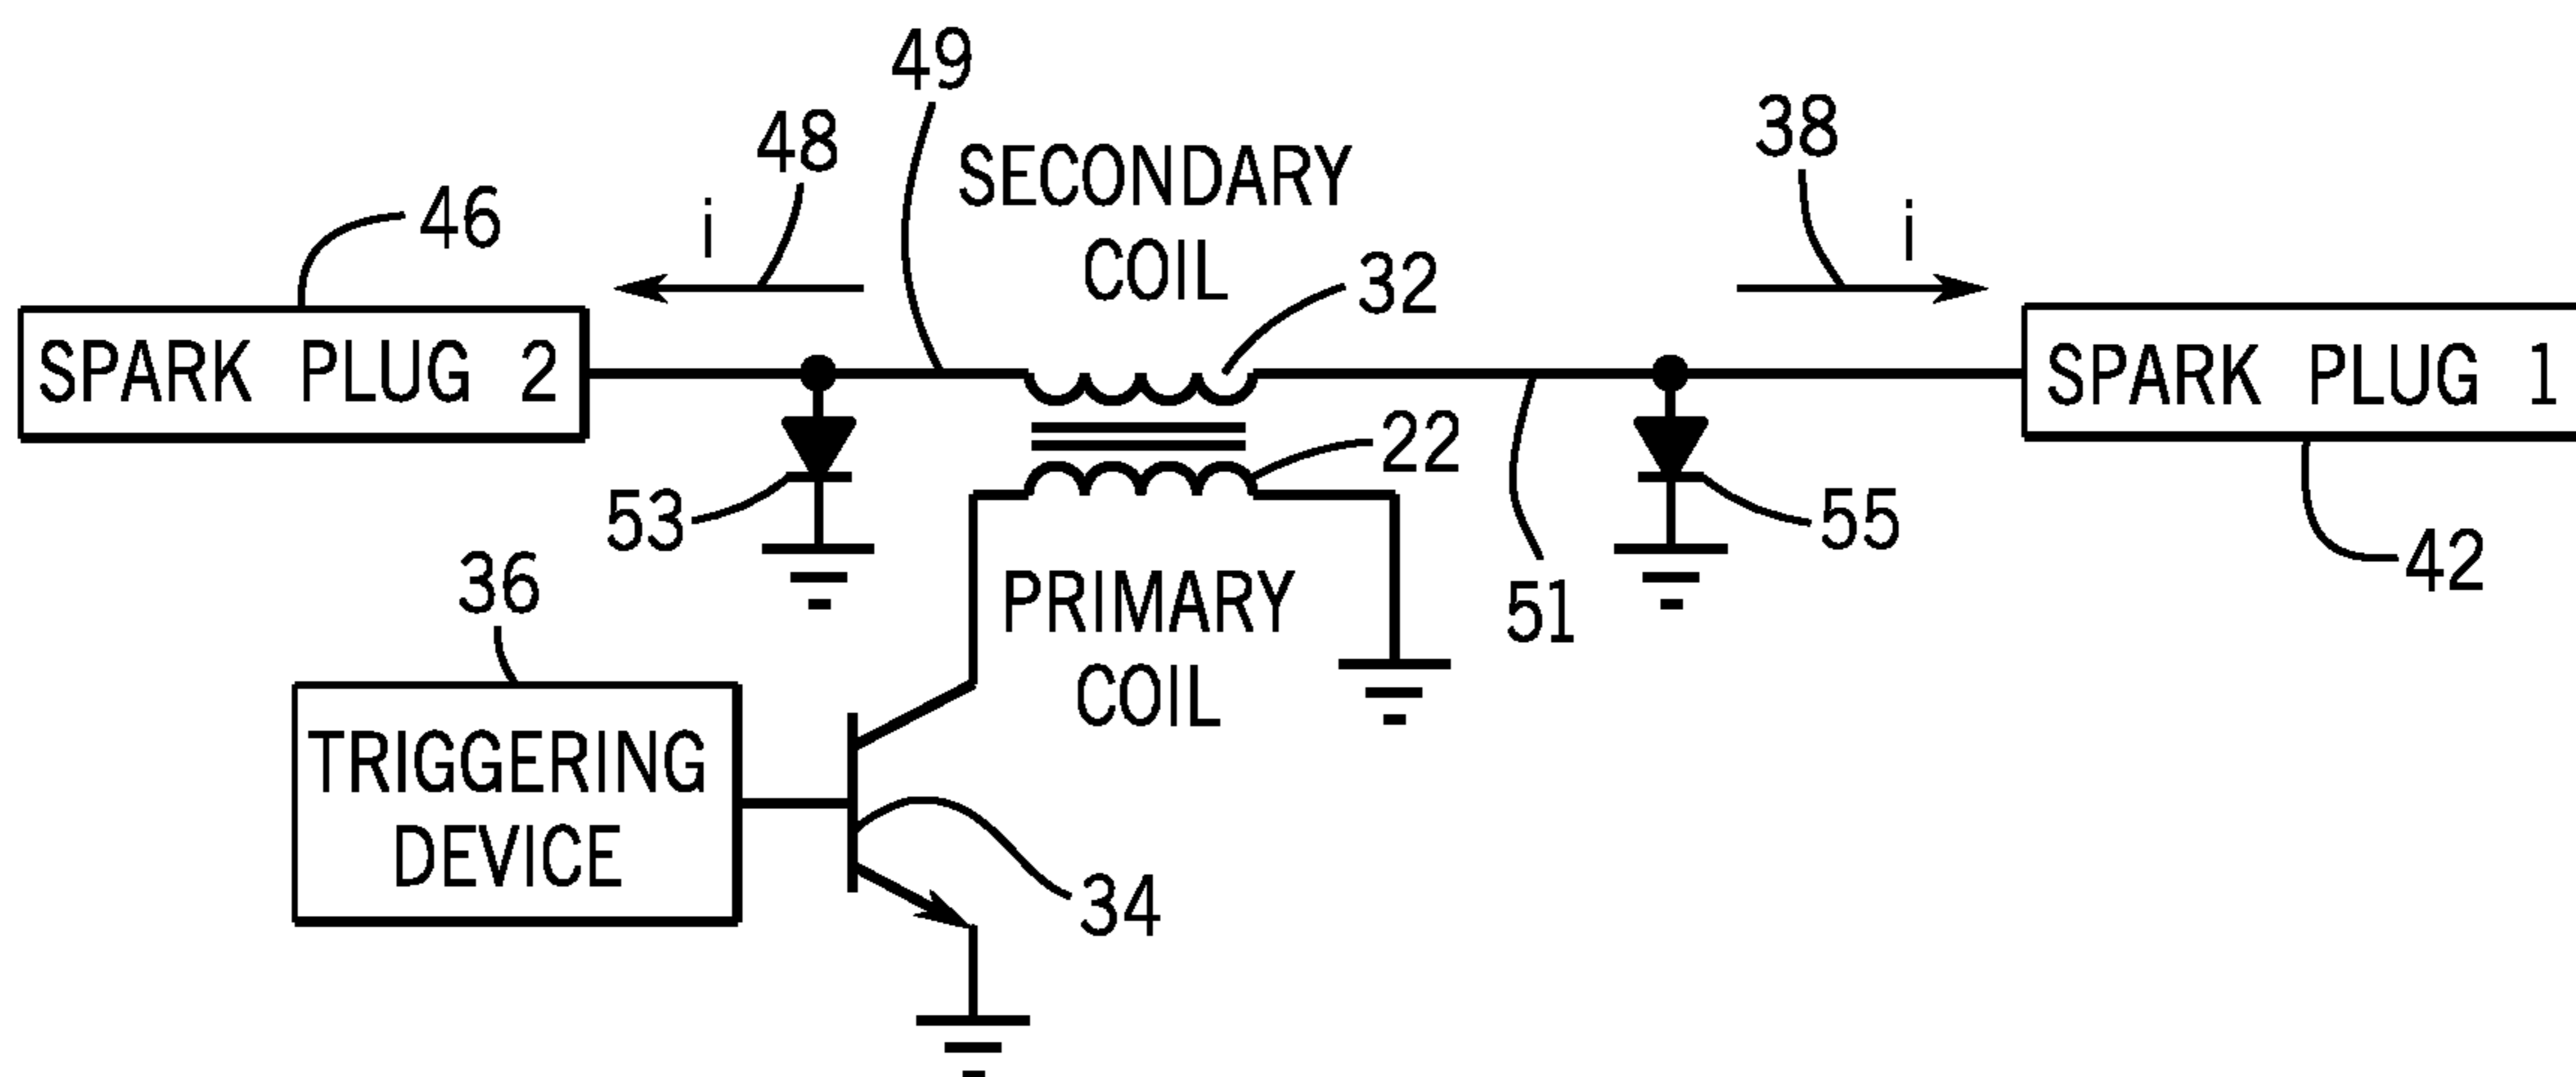 49
48
38
SECONDARY
COIL
46
i
i
32
SPARK PLUG 2
SPARK PLUG 1
22
53
55
36
PRIMARY
COIL
51
42
TRIGGERING
DEVICE
34